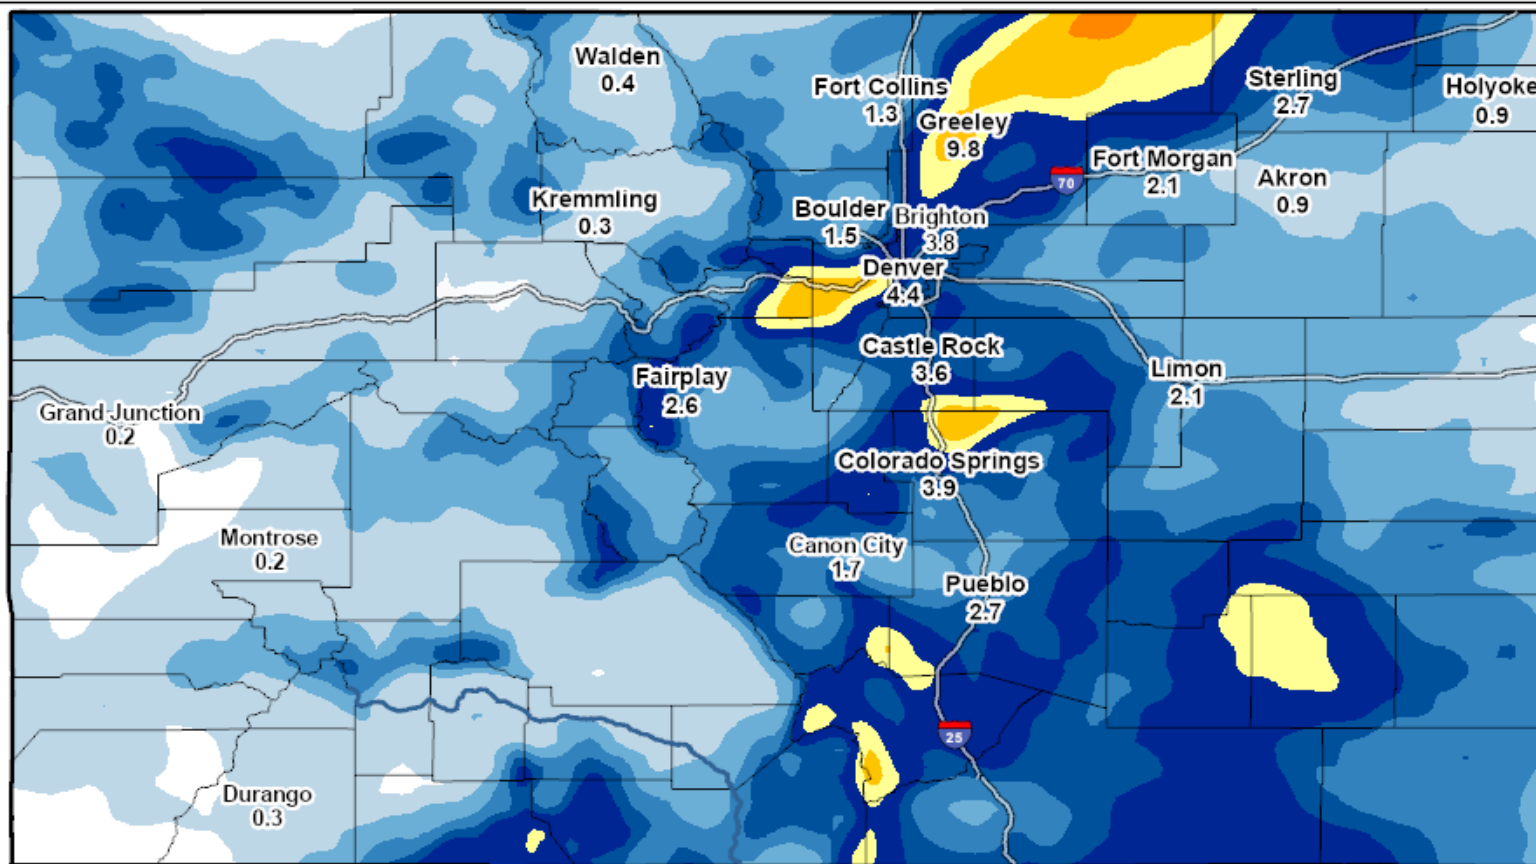 Walden
0.4
Fort Collins
1.3
Sterling
2.7
Holyoke
0.9
Greeley
9.8
Fort Morgan
2.1
70
Akron
0.9
Kremmling
0.3
Boulder
1.5
Brighton
3.8
Denver
4.4
Castle Rock
3.6
Limon
2.1
Fairplay
2.6
Grand Junction
0.2
Colorado Springs
3.9
Montrose
0.2
Canon City
1.7
Pueblo
2.7
25
Durango
0.3